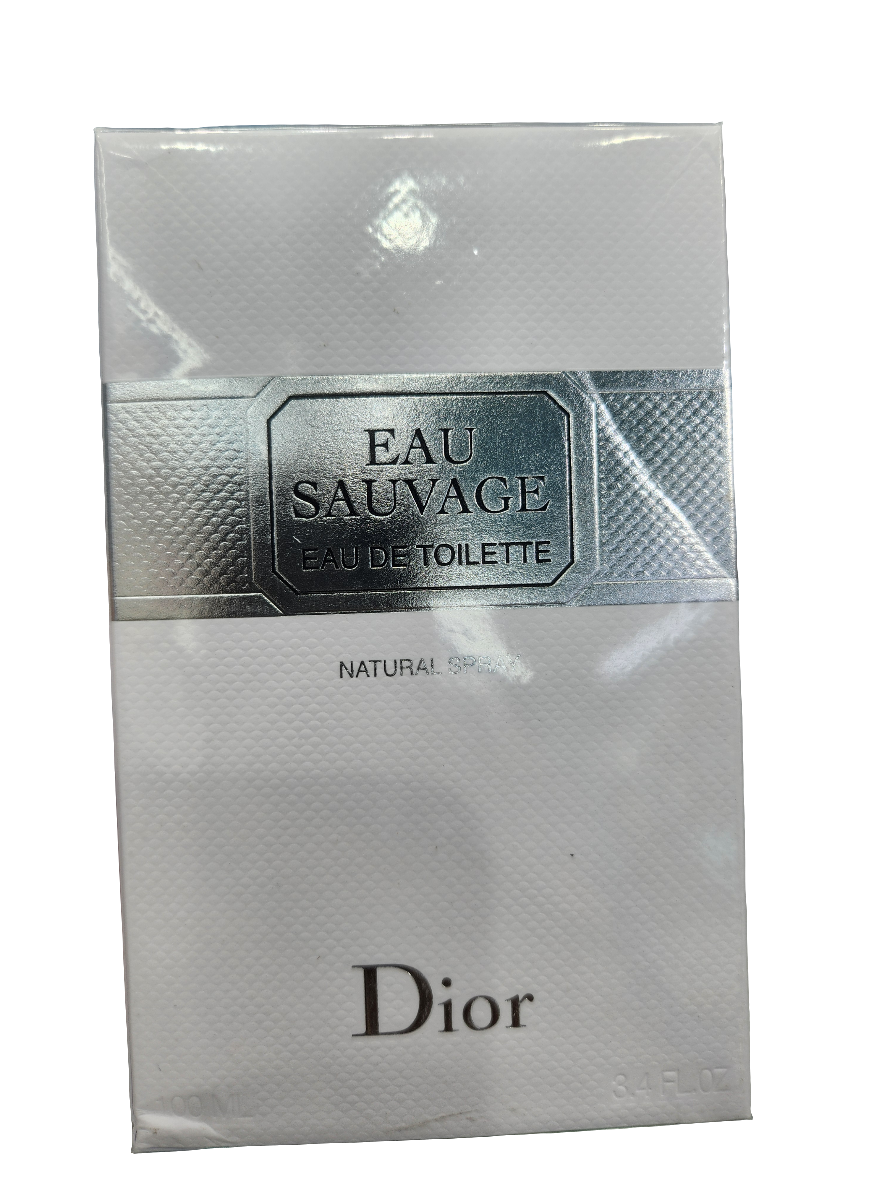 EAU
SAUVAGE
EAU DE TOILETTE
NATURAL SPRAY
Dior
100 ML
3.4 FL.OZ